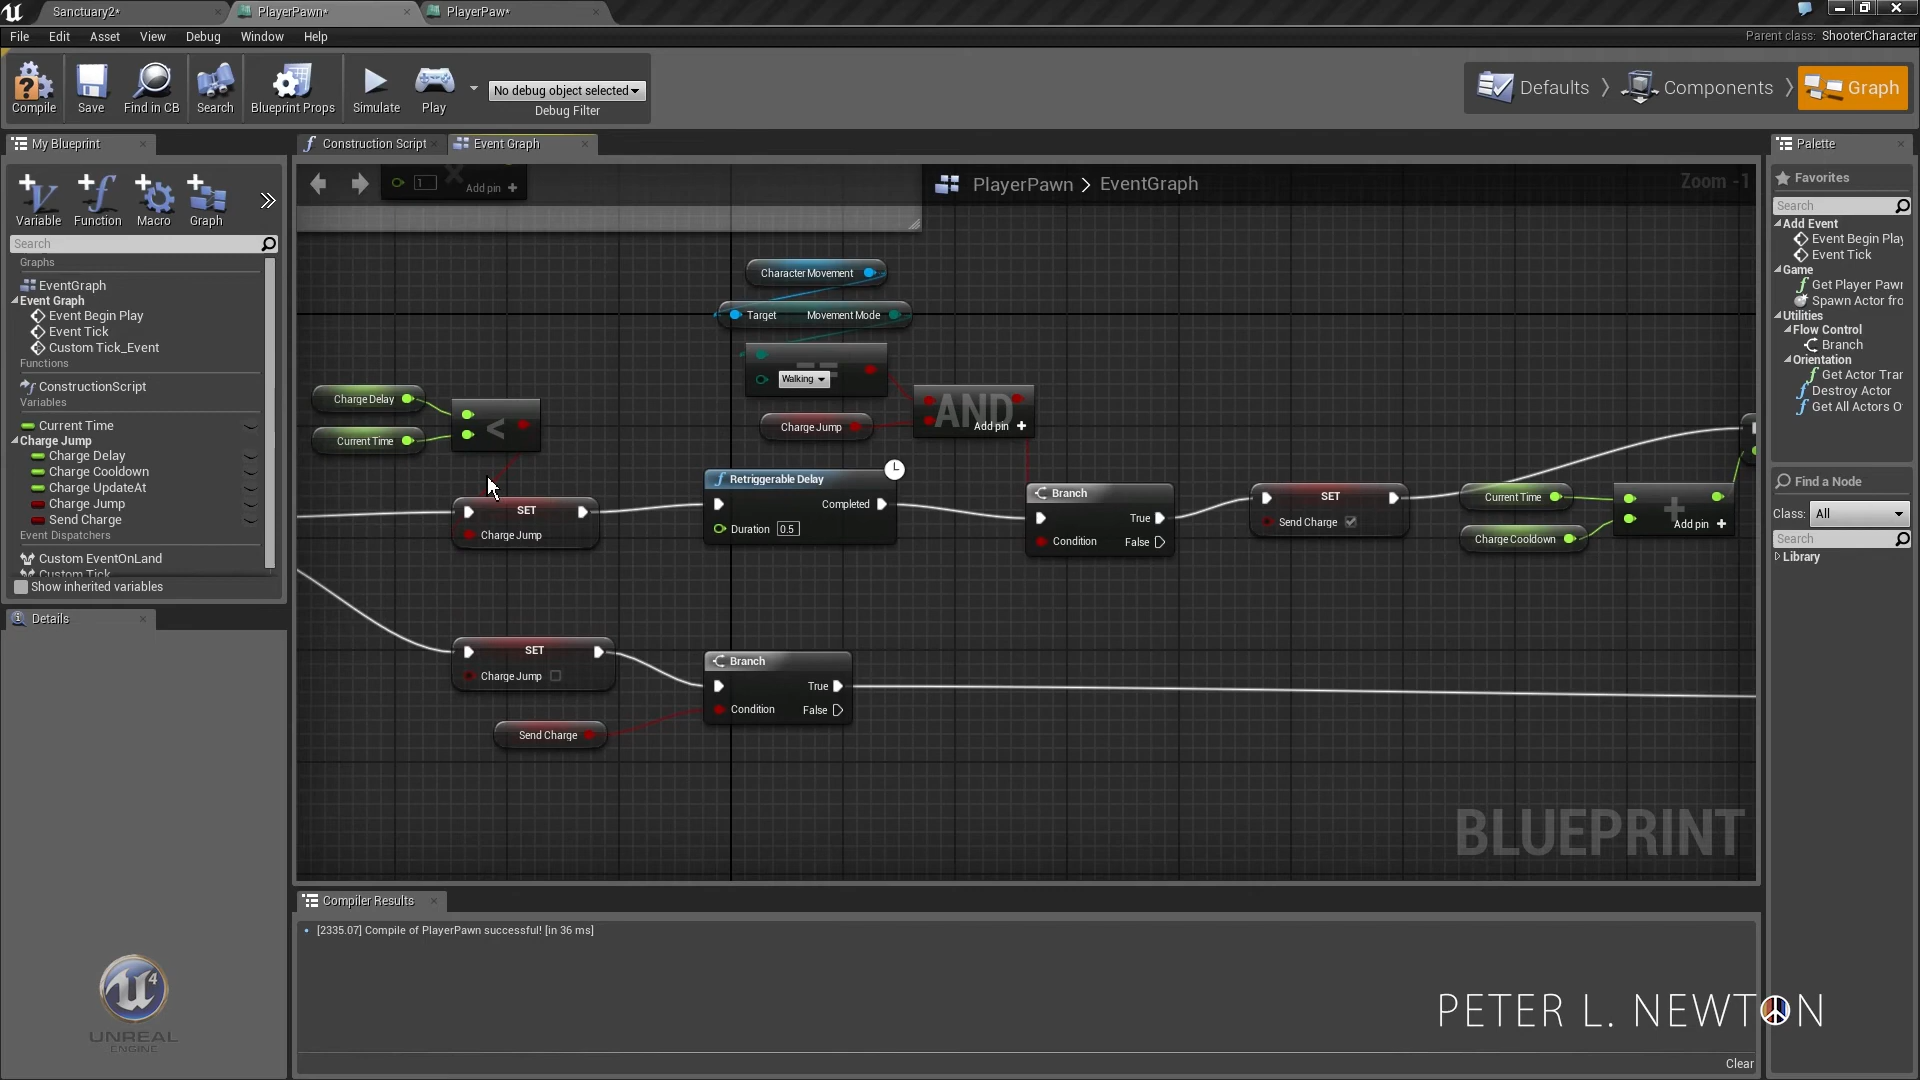 Sanctuary2*
PlayerPawn*
PlayerPaw*
File Edit Asset View Debug Window Help
Parent class: ShooterCharacter
Compile
Save
Find in CB
Search
Blueprint Props
Simulate
Play
No debug object selected
Debug Filter
Defaults
Components
Graph
My Blueprint
Variable
Function
Macro
Graph
Search
Graphs
EventGraph
Event Graph
Event Begin Play
Event Tick
Custom Tick_Event
Functions
ConstructionScript
Variables
Current Time
Charge Jump
Charge Delay
Charge Cooldown
Charge UpdateAt
Charge Jump
Send Charge
Event Dispatchers
Custom EventOnLand
Custom Tick
Show inherited variables
Details
UNREAL
ENGINE
Construction Script
Event Graph
1
Add pin
PlayerPawn > EventGraph
Zoom -1
Character Movement
Target Movement Mode
==
Walking
Charge Jump
AND
Add pin
Charge Delay
Current Time
<
SET
Charge Jump
Retriggerable Delay
Completed
Duration 0.5
Branch
True
Condition False
SET
Send Charge
Current Time
Charge Cooldown
+
Add pin
SET
Charge Jump
Send Charge
Branch
True
Condition False
BLUEPRINT
Compiler Results
[2335.07] Compile of PlayerPawn successful! [in 36 ms]
Clear
PETER L. NEWTON
Palette
Favorites
Search
Add Event
Event Begin Play
Event Tick
Game
Get Player Pawn
Spawn Actor fro
Utilities
Flow Control
Branch
Orientation
Get Actor Tran
Destroy Actor
Get All Actors O
Find a Node
Class: All
Search
Library